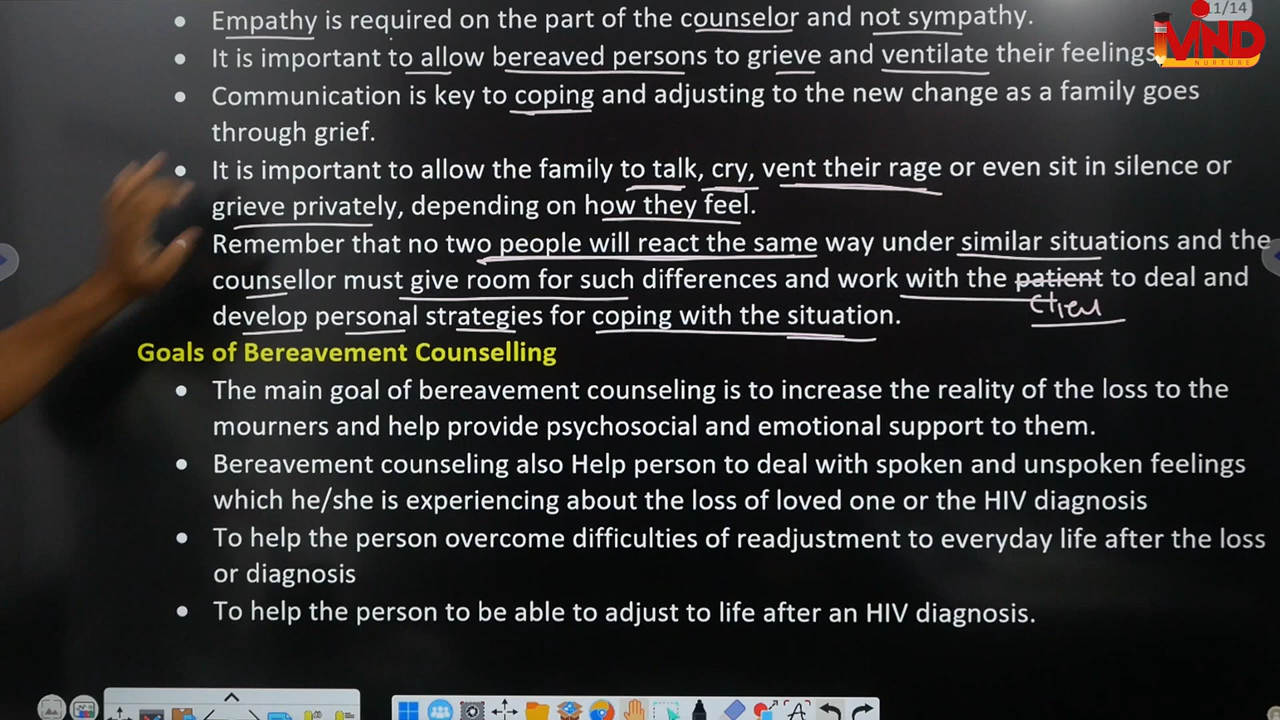 11/14
MIND
NURTURE
• Empathy is required on the part of the counselor and not sympathy.
• It is important to allow bereaved persons to grieve and ventilate their feelings
• Communication is key to coping and adjusting to the new change as a family goes
through grief.
• It is important to allow the family to talk, cry, vent their rage or even sit in silence or
grieve privately, depending on how they feel.
Remember that no two people will react the same way under similar situations and the
counsellor must give room for such differences and work with the patient to deal and
develop personal strategies for coping with the situation.
Goals of Bereavement Counselling
• The main goal of bereavement counseling is to increase the reality of the loss to the
mourners and help provide psychosocial and emotional support to them.
• Bereavement counseling also Help person to deal with spoken and unspoken feelings
which he/she is experiencing about the loss of loved one or the HIV diagnosis
• To help the person overcome difficulties of readjustment to everyday life after the loss
or diagnosis
• To help the person to be able to adjust to life after an HIV diagnosis.